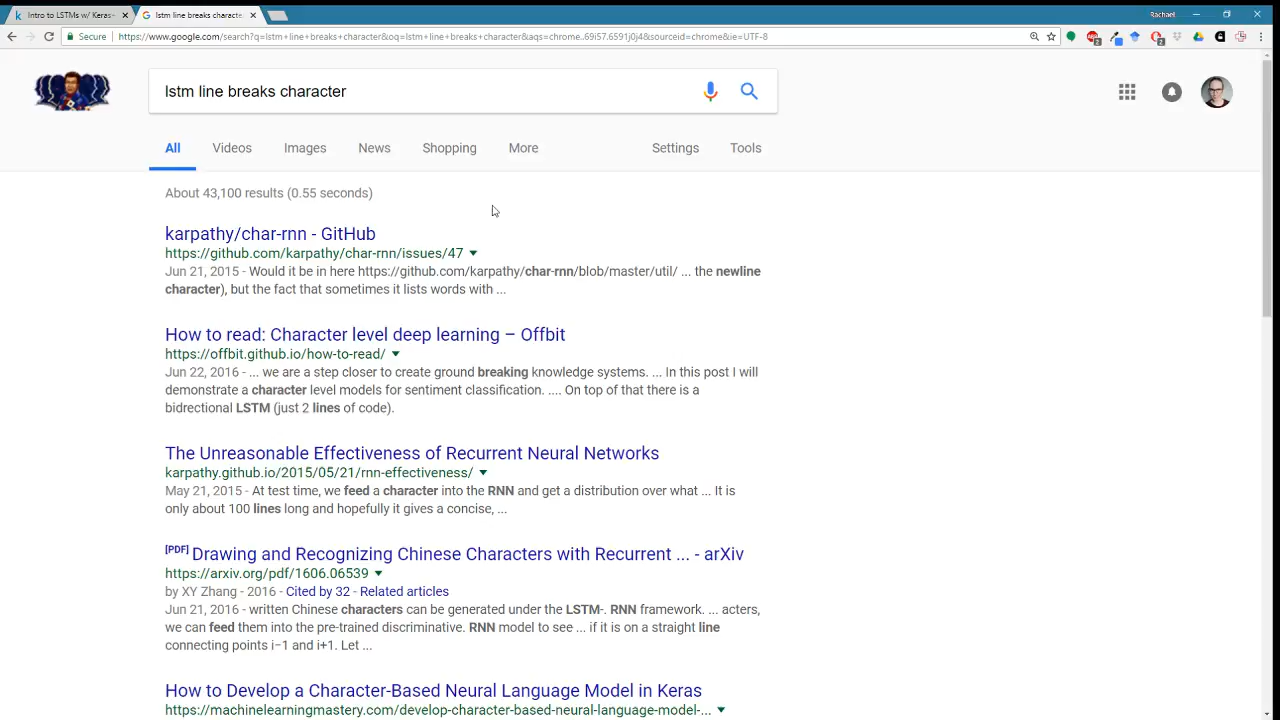 Intro to LSTMs w/ Keras-
lstm line breaks character
Rachael
Secure
https://www.google.com/search?q=lstm+line+breaks+character&oq=lstm+line+breaks+character&aqs=chrome..69i57.6591j0j4&sourceid=chrome&ie=UTF-8
lstm line breaks character
All Videos Images News Shopping More Settings Tools
About 43,100 results (0.55 seconds)
karpathy/char-rnn - GitHub
https://github.com/karpathy/char-rnn/issues/47
Jun 21, 2015 - Would it be in here https://github.com/karpathy/char-rnn/blob/master/util/ ... the newline
character), but the fact that sometimes it lists words with ...
How to read: Character level deep learning – Offbit
https://offbit.github.io/how-to-read/
Jun 22, 2016 - ... we are a step closer to create ground breaking knowledge systems. ... In this post I will
demonstrate a character level models for sentiment classification. .... On top of that there is a
bidrectional LSTM (just 2 lines of code).
The Unreasonable Effectiveness of Recurrent Neural Networks
karpathy.github.io/2015/05/21/rnn-effectiveness/
May 21, 2015 - At test time, we feed a character into the RNN and get a distribution over what ... It is
only about 100 lines long and hopefully it gives a concise, ...
[PDF] Drawing and Recognizing Chinese Characters with Recurrent ... - arXiv
https://arxiv.org/pdf/1606.06539
by XY Zhang - 2016 - Cited by 32 - Related articles
Jun 21, 2016 - written Chinese characters can be generated under the LSTM-. RNN framework. ... acters,
we can feed them into the pre-trained discriminative. RNN model to see ... if it is on a straight line
connecting points i−1 and i+1. Let ...
How to Develop a Character-Based Neural Language Model in Keras
https://machinelearningmastery.com/develop-character-based-neural-language-model-...